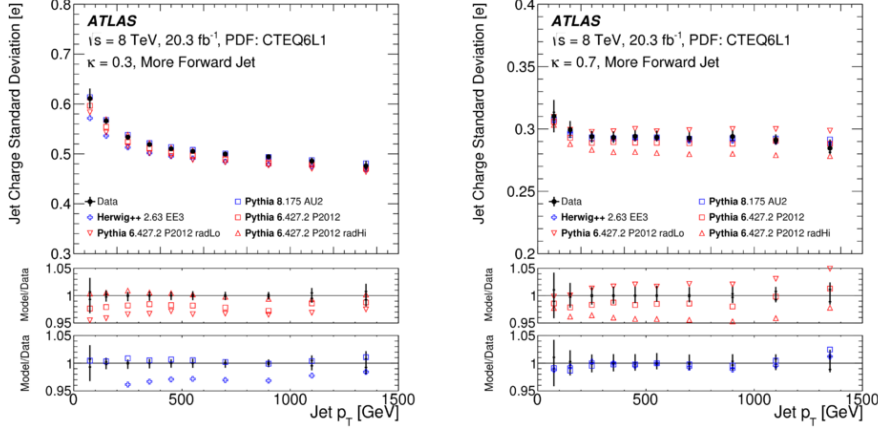 ATLAS
√s = 8 TeV, 20.3 fb⁻¹, PDF: CTEQ6L1
κ = 0.3, More Forward Jet
Jet Charge Standard Deviation [e]
0.8
0.7
0.6
0.5
0.4
0.3
Data
Pythia 8.175 AU2
Herwig++ 2.63 EE3
Pythia 6.427.2 P2012
Pythia 6.427.2 P2012 radLo
Pythia 6.427.2 P2012 radHi
Model/Data
1.05
1
0.95
Model/Data
1.05
1
0.95
0 500 1000 1500
Jet p_T [GeV]
ATLAS
√s = 8 TeV, 20.3 fb⁻¹, PDF: CTEQ6L1
κ = 0.7, More Forward Jet
Jet Charge Standard Deviation [e]
0.4
0.35
0.3
0.25
0.2
Data
Pythia 8.175 AU2
Herwig++ 2.63 EE3
Pythia 6.427.2 P2012
Pythia 6.427.2 P2012 radLo
Pythia 6.427.2 P2012 radHi
Model/Data
1.05
1
0.95
Model/Data
1.05
1
0.95
0 500 1000 1500
Jet p_T [GeV]